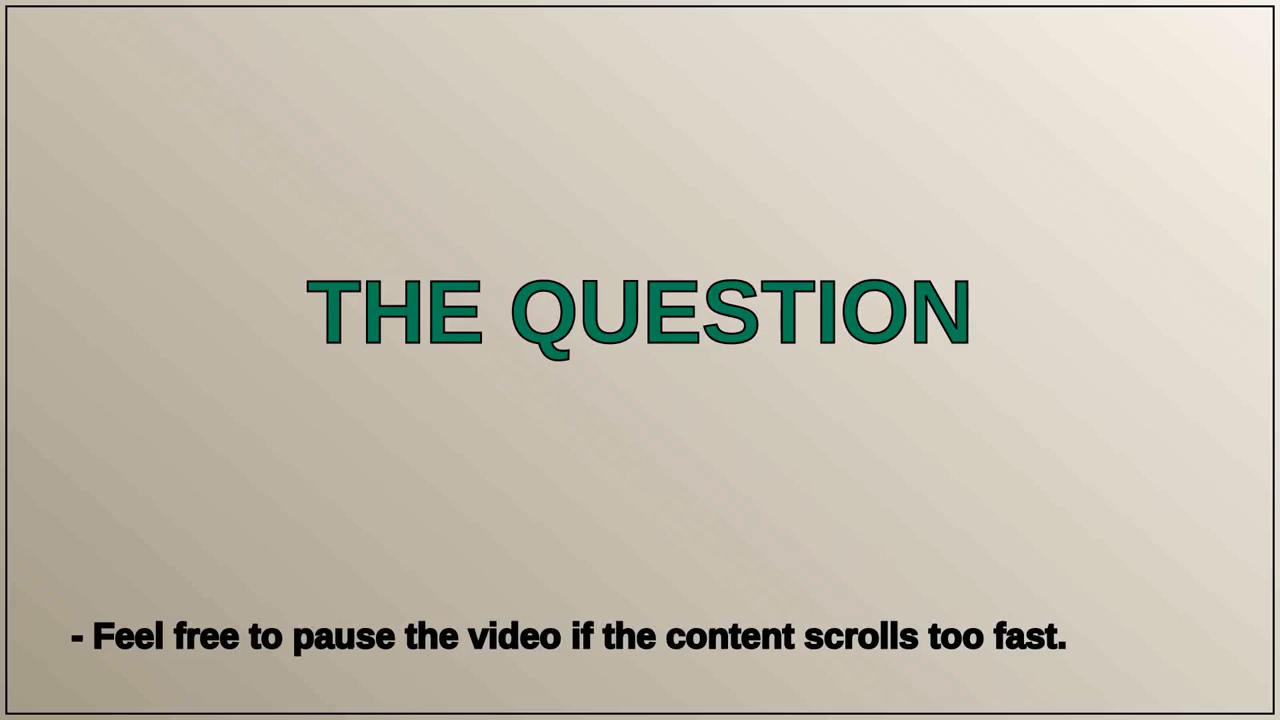 THE QUESTION
- Feel free to pause the video if the content scrolls too fast.